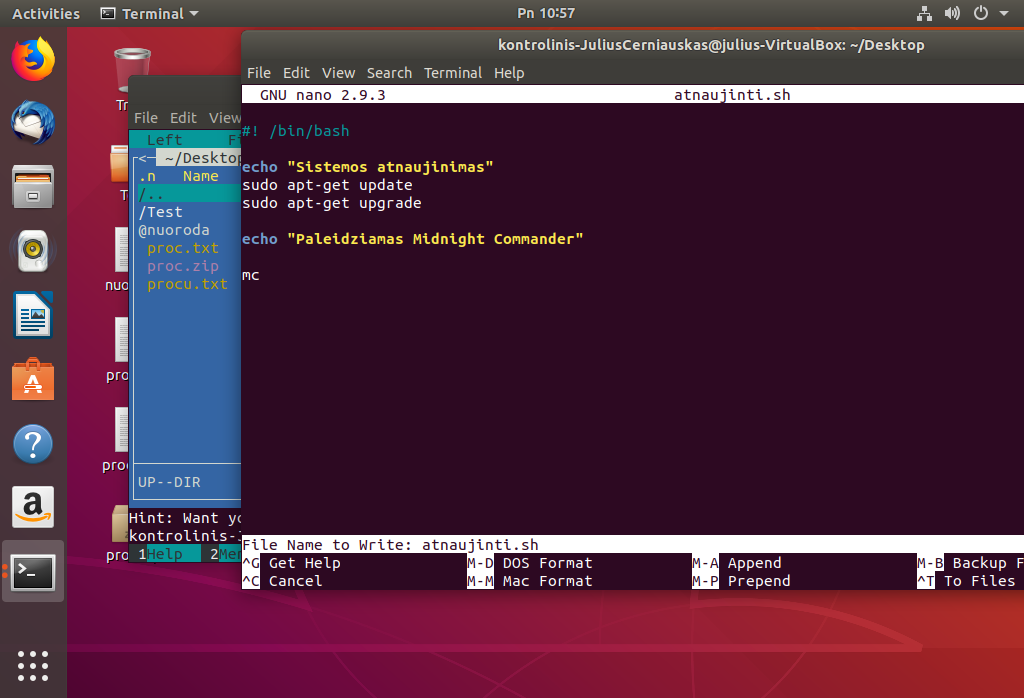 Activities Terminal Pn 10:57
kontrolinis-JuliusCerniauskas@julius-VirtualBox: ~/Desktop
File Edit View Search Terminal Help
GNU nano 2.9.3 atnaujinti.sh
#! /bin/bash
echo "Sistemos atnaujinimas"
sudo apt-get update
sudo apt-get upgrade
echo "Paleidziamas Midnight Commander"
mc
File Name to Write: atnaujinti.sh
^G Get Help M-D DOS Format M-A Append M-B Backup F
^C Cancel M-M Mac Format M-P Prepend ^T To Files
File Edit View
Left Fi
<— ~/Desktop
.n Name
/..
/Test
@nuoroda
proc.txt
proc.zip
procu.txt
UP--DIR
Hint: Want yo
kontrolinis-J
1Help 2Men
Tr
T
nuo
pro
proc
pro
a